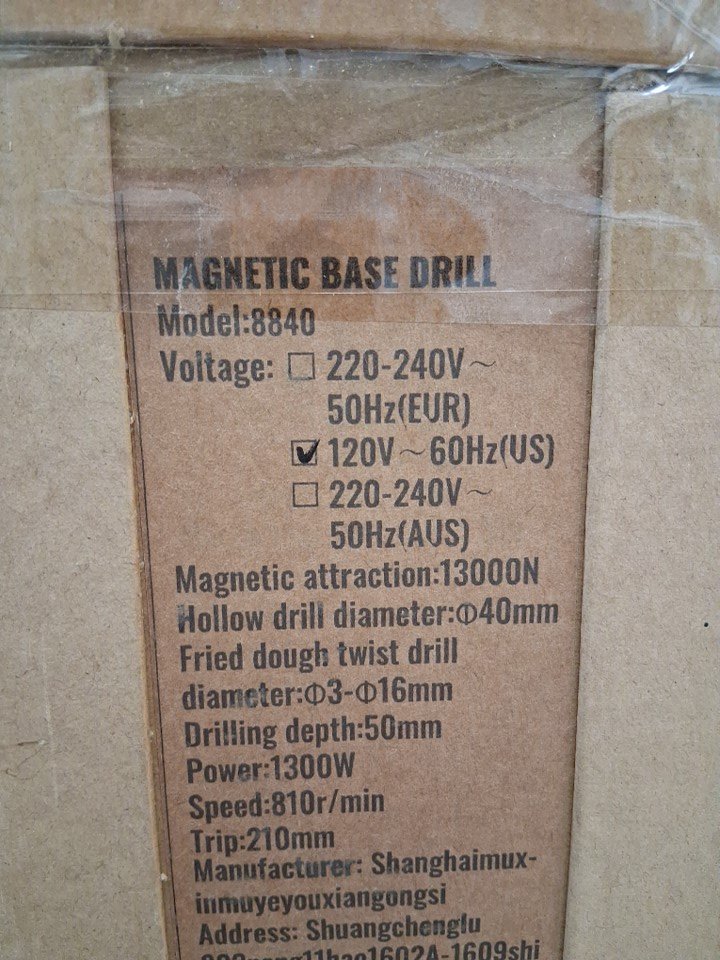 MAGNETIC BASE DRILL
Model:8840
Voltage: ☐ 220-240V~
50Hz(EUR)
☑ 120V~60Hz(US)
☐ 220-240V~
50Hz(AUS)
Magnetic attraction:13000N
Hollow drill diameter:Φ40mm
Fried dough twist drill
diameter:Φ3-Φ16mm
Drilling depth:50mm
Power:1300W
Speed:810r/min
Trip:210mm
Manufacturer: Shanghaimux-
inmuyeyouxiangongsi
Address: Shuangchenglu
1602A-1609shi